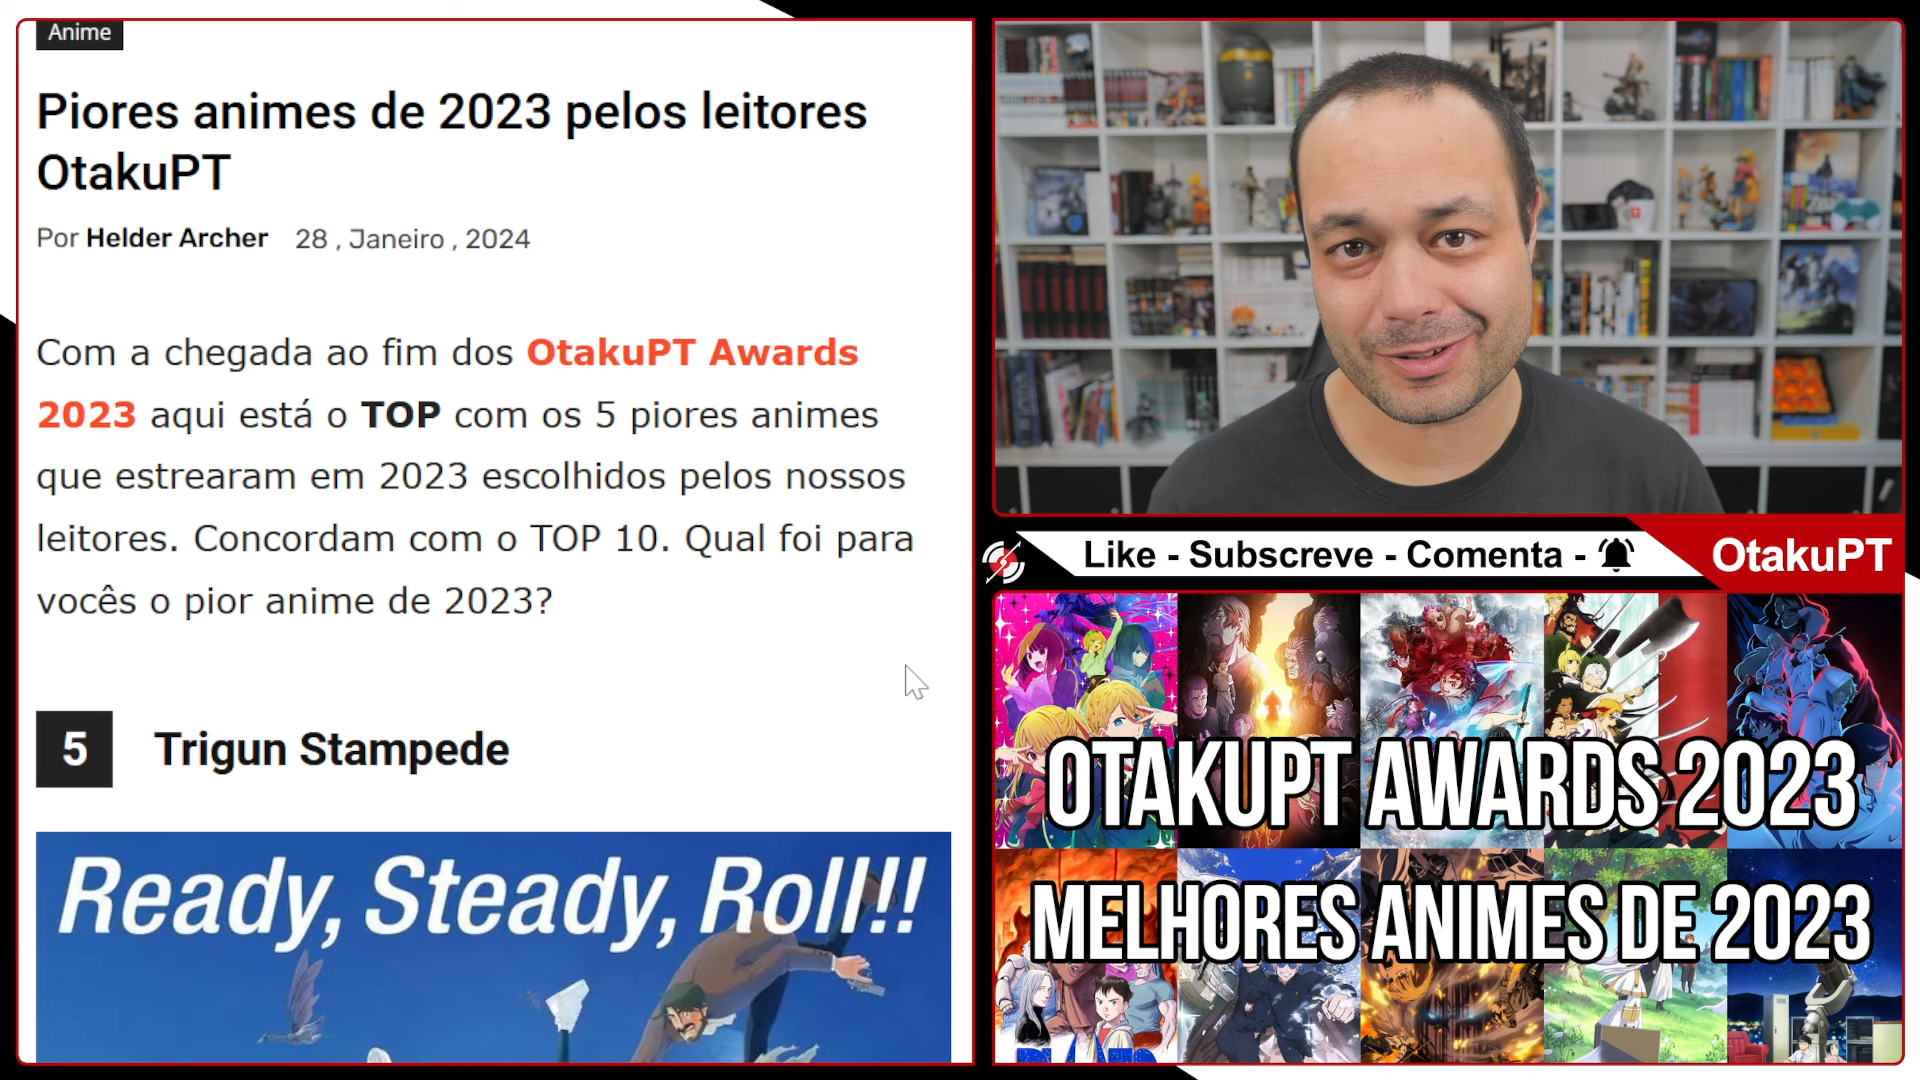 Anime
Piores animes de 2023 pelos leitores
OtakuPT
Por Helder Archer 28 , Janeiro , 2024
Com a chegada ao fim dos OtakuPT Awards
2023 aqui está o TOP com os 5 piores animes
que estrearam em 2023 escolhidos pelos nossos
leitores. Concordam com o TOP 10. Qual foi para
vocês o pior anime de 2023?
5 Trigun Stampede
Ready, Steady, Roll!!
Like - Subscreve - Comenta -
OtakuPT
OTAKUPT AWARDS 2023
MELHORES ANIMES DE 2023